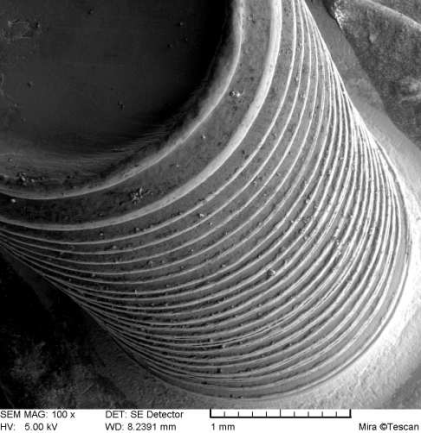 SEM MAG: 100 x DET: SE Detector
HV: 5.00 kV WD: 8.2391 mm 1 mm Mira ©Tescan